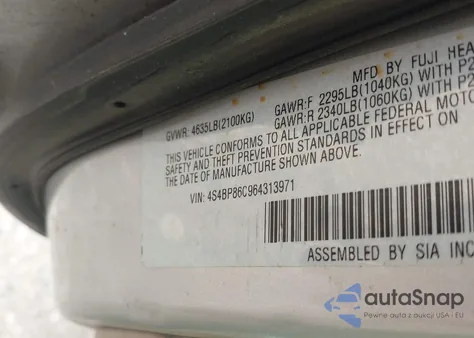 MFD BY FUJI HEA
GVWR: 4635LB(2100KG)
GAWR:F 2295LB(1040KG) WITH P2
GAWR:R 2340LB(1060KG) WITH P2
THIS VEHICLE CONFORMS TO ALL APPLICABLE FEDERAL MOTOR
SAFETY AND THEFT PREVENTION STANDARDS IN EFFECT ON
THE DATE OF MANUFACTURE SHOWN ABOVE.
VIN: 4S4BP86C964313971
ASSEMBLED BY SIA INC
autoSnap
Pewne auta z aukcji USA - EU